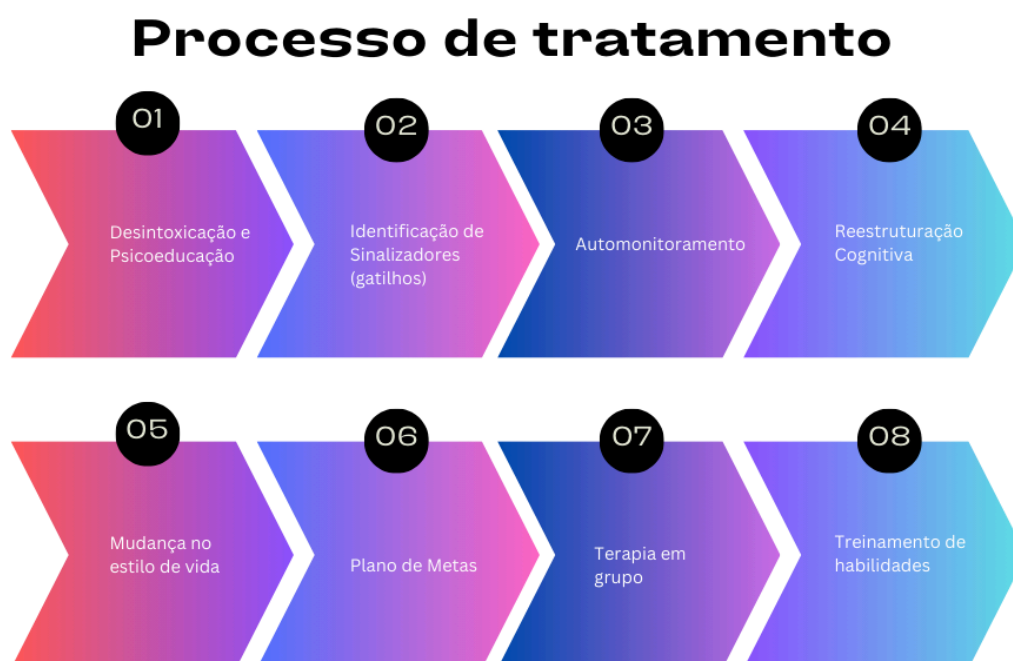 Processo de tratamento
01
Desintoxicação e
Psicoeducação
02
Identificação de
Sinalizadores
(gatilhos)
03
Automonitoramento
04
Reestruturação
Cognitiva
05
Mudança no
estilo de vida
06
Plano de Metas
07
Terapia em
grupo
08
Treinamento de
habilidades